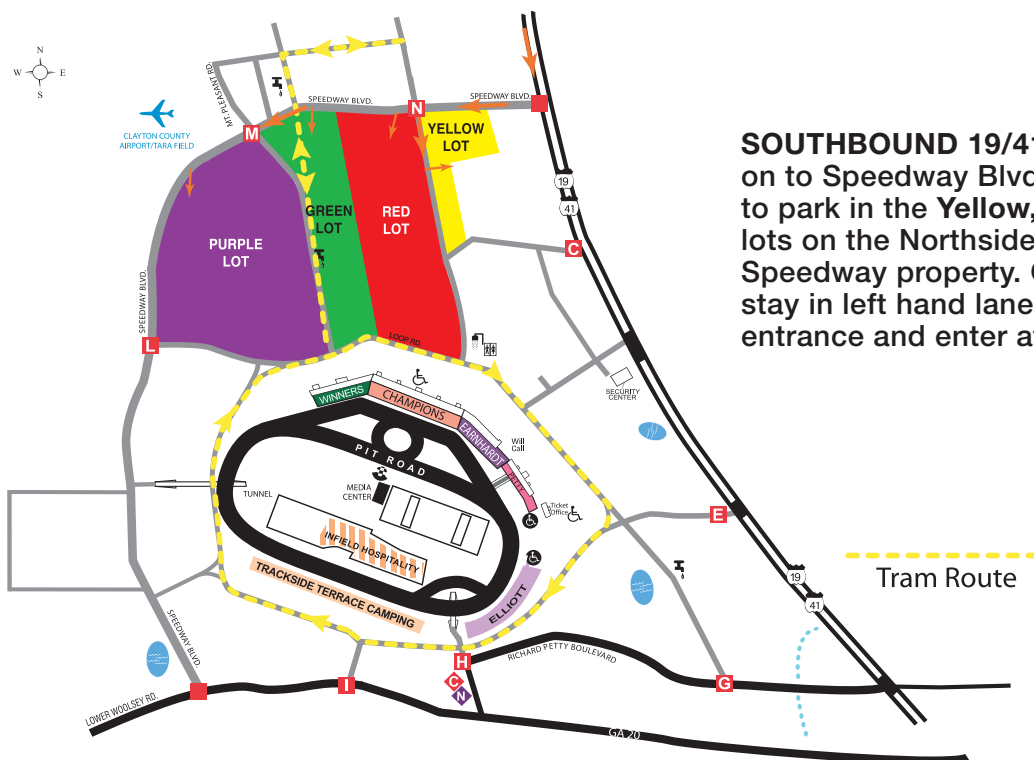 N
W E
S
SPEEDWAY BLVD.
SPEEDWAY BLVD.
MT. PLEASANT RD.
N
M
CLAYTON COUNTY
AIRPORT/TARA FIELD
YELLOW
LOT
SOUTHBOUND 19/41
on to Speedway Blvd
to park in the Yellow,
lots on the Northside
Speedway property.
stay in left hand lane
entrance and enter a
19
41
GREEN
LOT
RED
LOT
PURPLE
LOT
C
SPEEDWAY BLVD.
L
LOOP RD.
SECURITY
CENTER
WINNERS
CHAMPIONS
EARNHARDT
PETTY
Will
Call
PIT ROAD
MEDIA
CENTER
TUNNEL
Ticket
Office
E
INFIELD HOSPITALITY
TRACKSIDE TERRACE CAMPING
ELLIOTT
19
41
Tram Route
SPEEDWAY BLVD.
RICHARD PETTY BOULEVARD
H
I
C
N
G
LOWER WOOLSEY RD.
GA 20